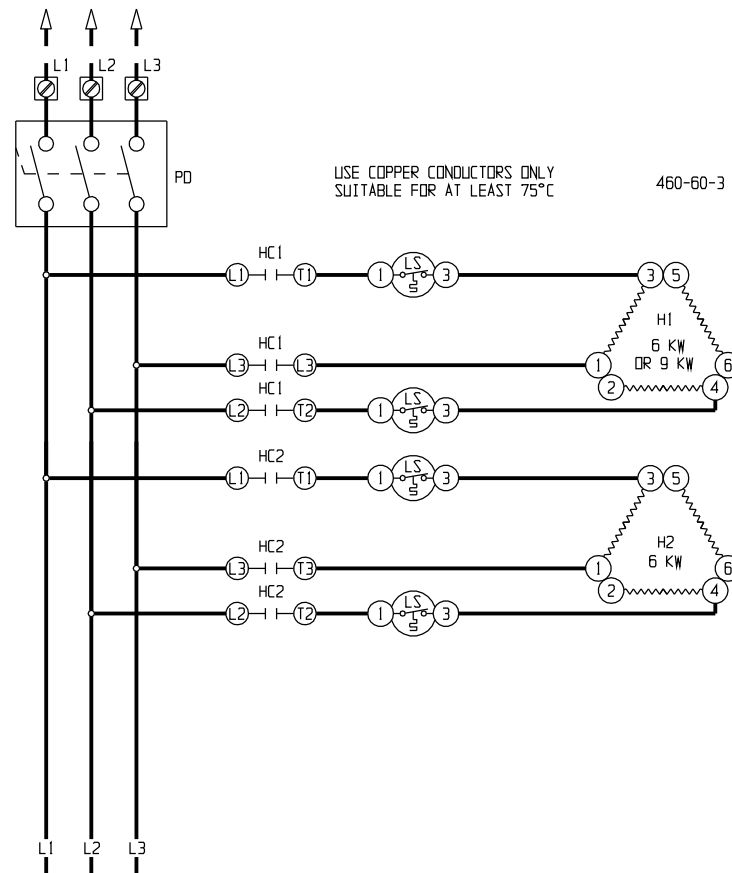 L1 L2 L3
PD
USE COPPER CONDUCTORS ONLY
SUITABLE FOR AT LEAST 75°C
460-60-3
HC1
L1 T1 1 LS 3 3 5
H1
6 KW
OR 9 KW
HC1
L3 L3 1 6
2 4
HC1
L2 T2 1 LS 3
HC2
L1 T1 1 LS 3 3 5
H2
6 KW
HC2
L3 T3 1 6
2 4
HC2
L2 T2 1 LS 3
L1 L2 L3